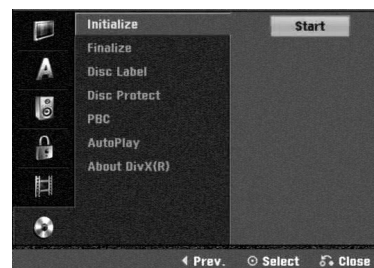 Initialize
Start
Finalize
Disc Label
Disc Protect
PBC
A
AutoPlay
About DivX(R)
Prev. Select Close